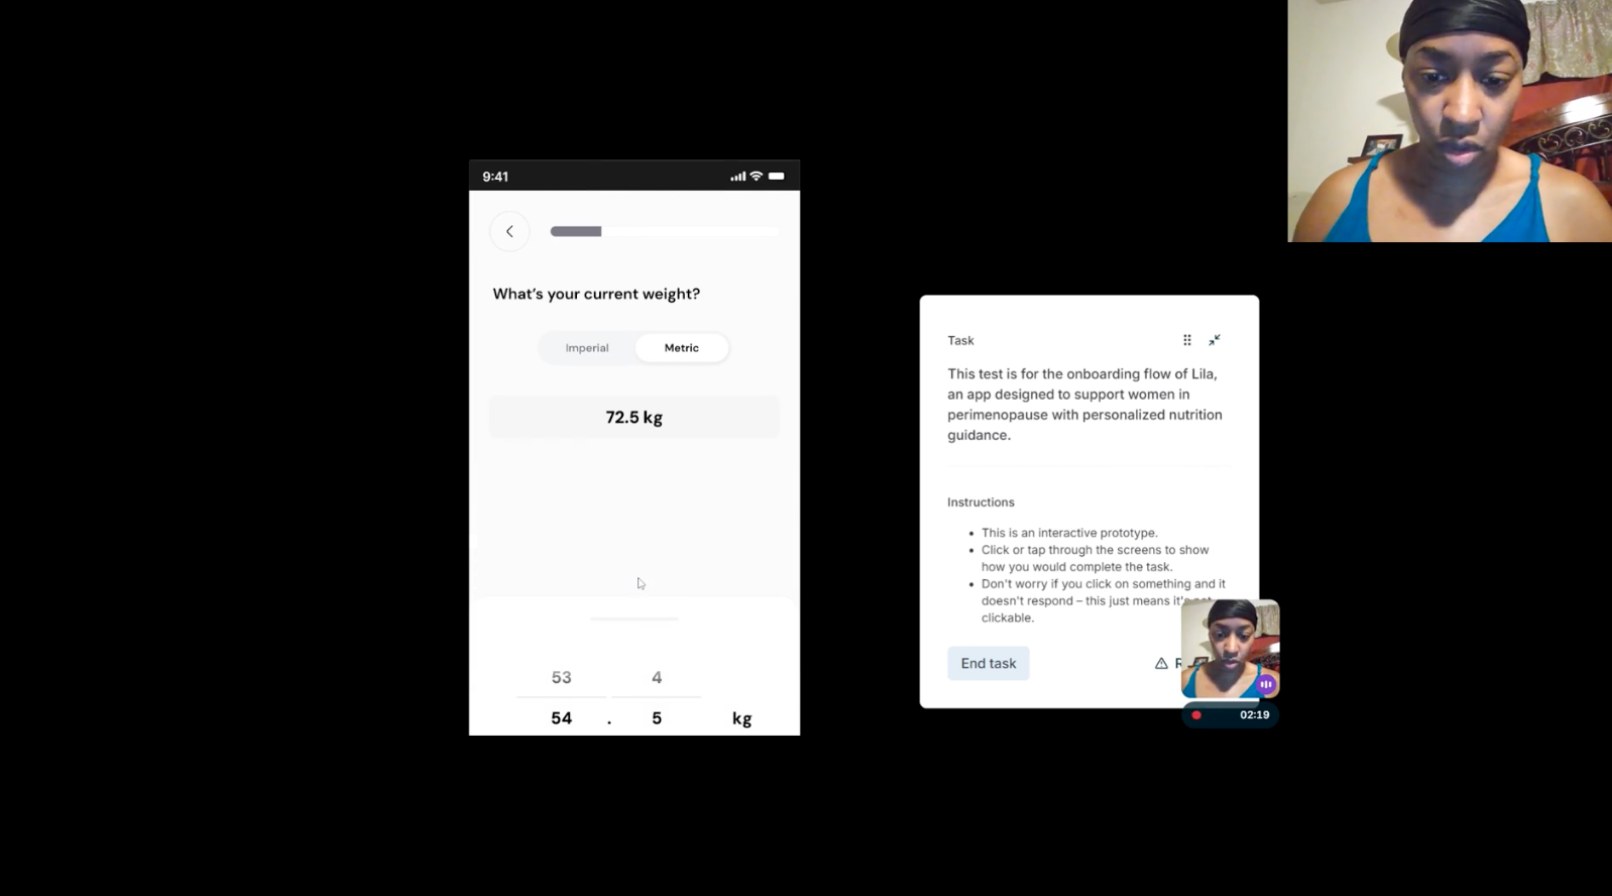 9:41
What's your current weight?
Imperial Metric
72.5 kg
53 4
54 . 5 kg
Task
This test is for the onboarding flow of Lila,
an app designed to support women in
perimenopause with personalized nutrition
guidance.
Instructions
• This is an interactive prototype.
• Click or tap through the screens to show
how you would complete the task.
• Don't worry if you click on something and it
doesn't respond – this just means it's
clickable.
End task
02:19